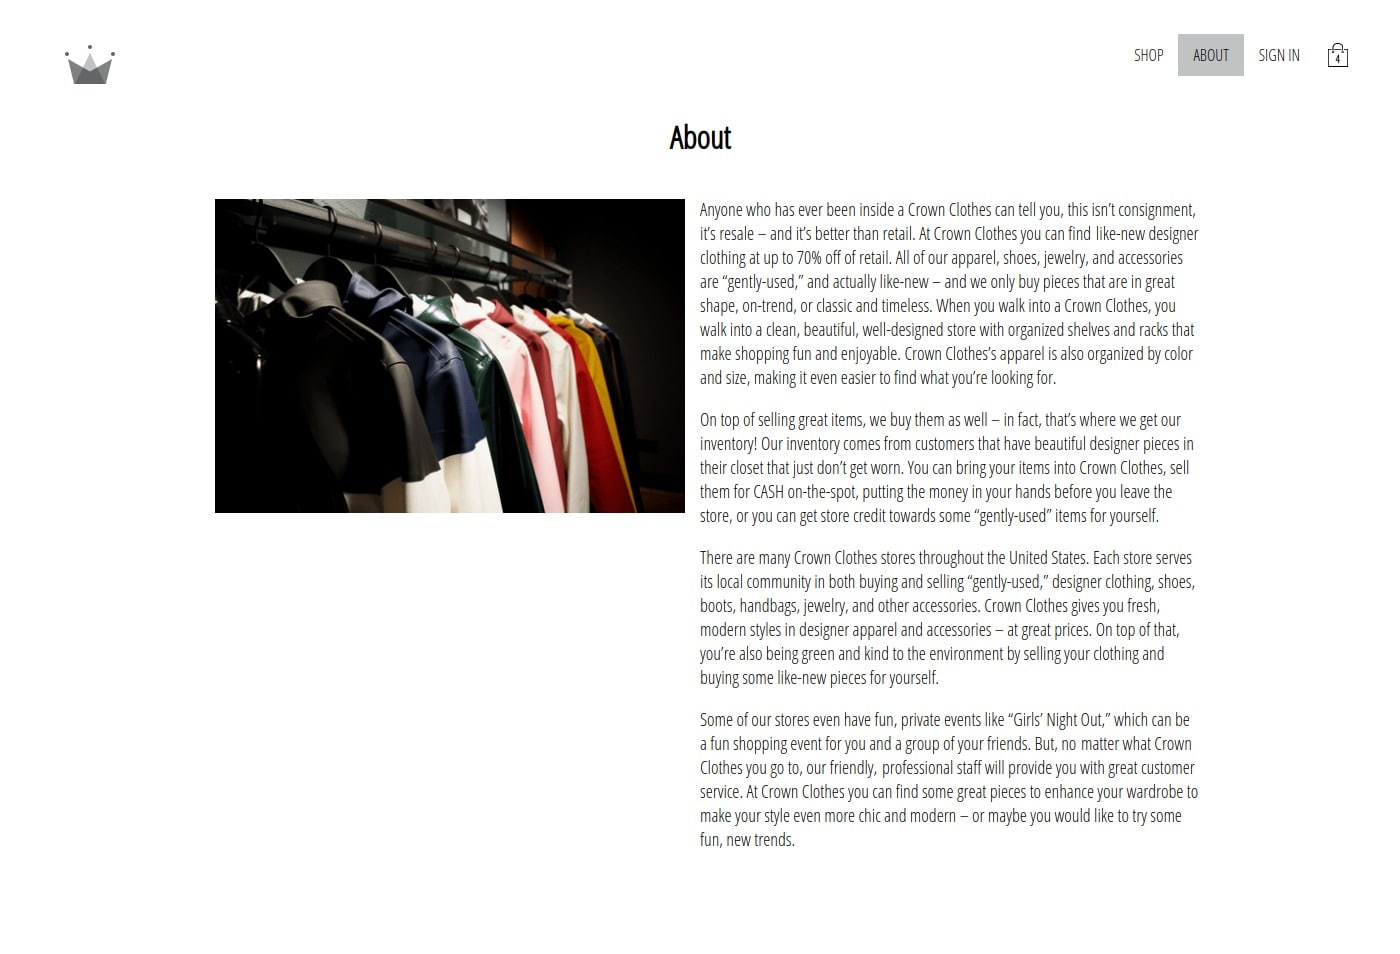 SHOP
ABOUT
SIGN IN
4
About
Anyone who has ever been inside a Crown Clothes can tell you, this isn’t consignment,
it’s resale – and it’s better than retail. At Crown Clothes you can find like-new designer
clothing at up to 70% off of retail. All of our apparel, shoes, jewelry, and accessories
are “gently-used,” and actually like-new – and we only buy pieces that are in great
shape, on-trend, or classic and timeless. When you walk into a Crown Clothes, you
walk into a clean, beautiful, well-designed store with organized shelves and racks that
make shopping fun and enjoyable. Crown Clothes’s apparel is also organized by color
and size, making it even easier to find what you’re looking for.
On top of selling great items, we buy them as well – in fact, that’s where we get our
inventory! Our inventory comes from customers that have beautiful designer pieces in
their closet that just don’t get worn. You can bring your items into Crown Clothes, sell
them for CASH on-the-spot, putting the money in your hands before you leave the
store, or you can get store credit towards some “gently-used” items for yourself.
There are many Crown Clothes stores throughout the United States. Each store serves
its local community in both buying and selling “gently-used,” designer clothing, shoes,
boots, handbags, jewelry, and other accessories. Crown Clothes gives you fresh,
modern styles in designer apparel and accessories – at great prices. On top of that,
you’re also being green and kind to the environment by selling your clothing and
buying some like-new pieces for yourself.
Some of our stores even have fun, private events like “Girls’ Night Out,” which can be
a fun shopping event for you and a group of your friends. But, no matter what Crown
Clothes you go to, our friendly, professional staff will provide you with great customer
service. At Crown Clothes you can find some great pieces to enhance your wardrobe to
make your style even more chic and modern – or maybe you would like to try some
fun, new trends.